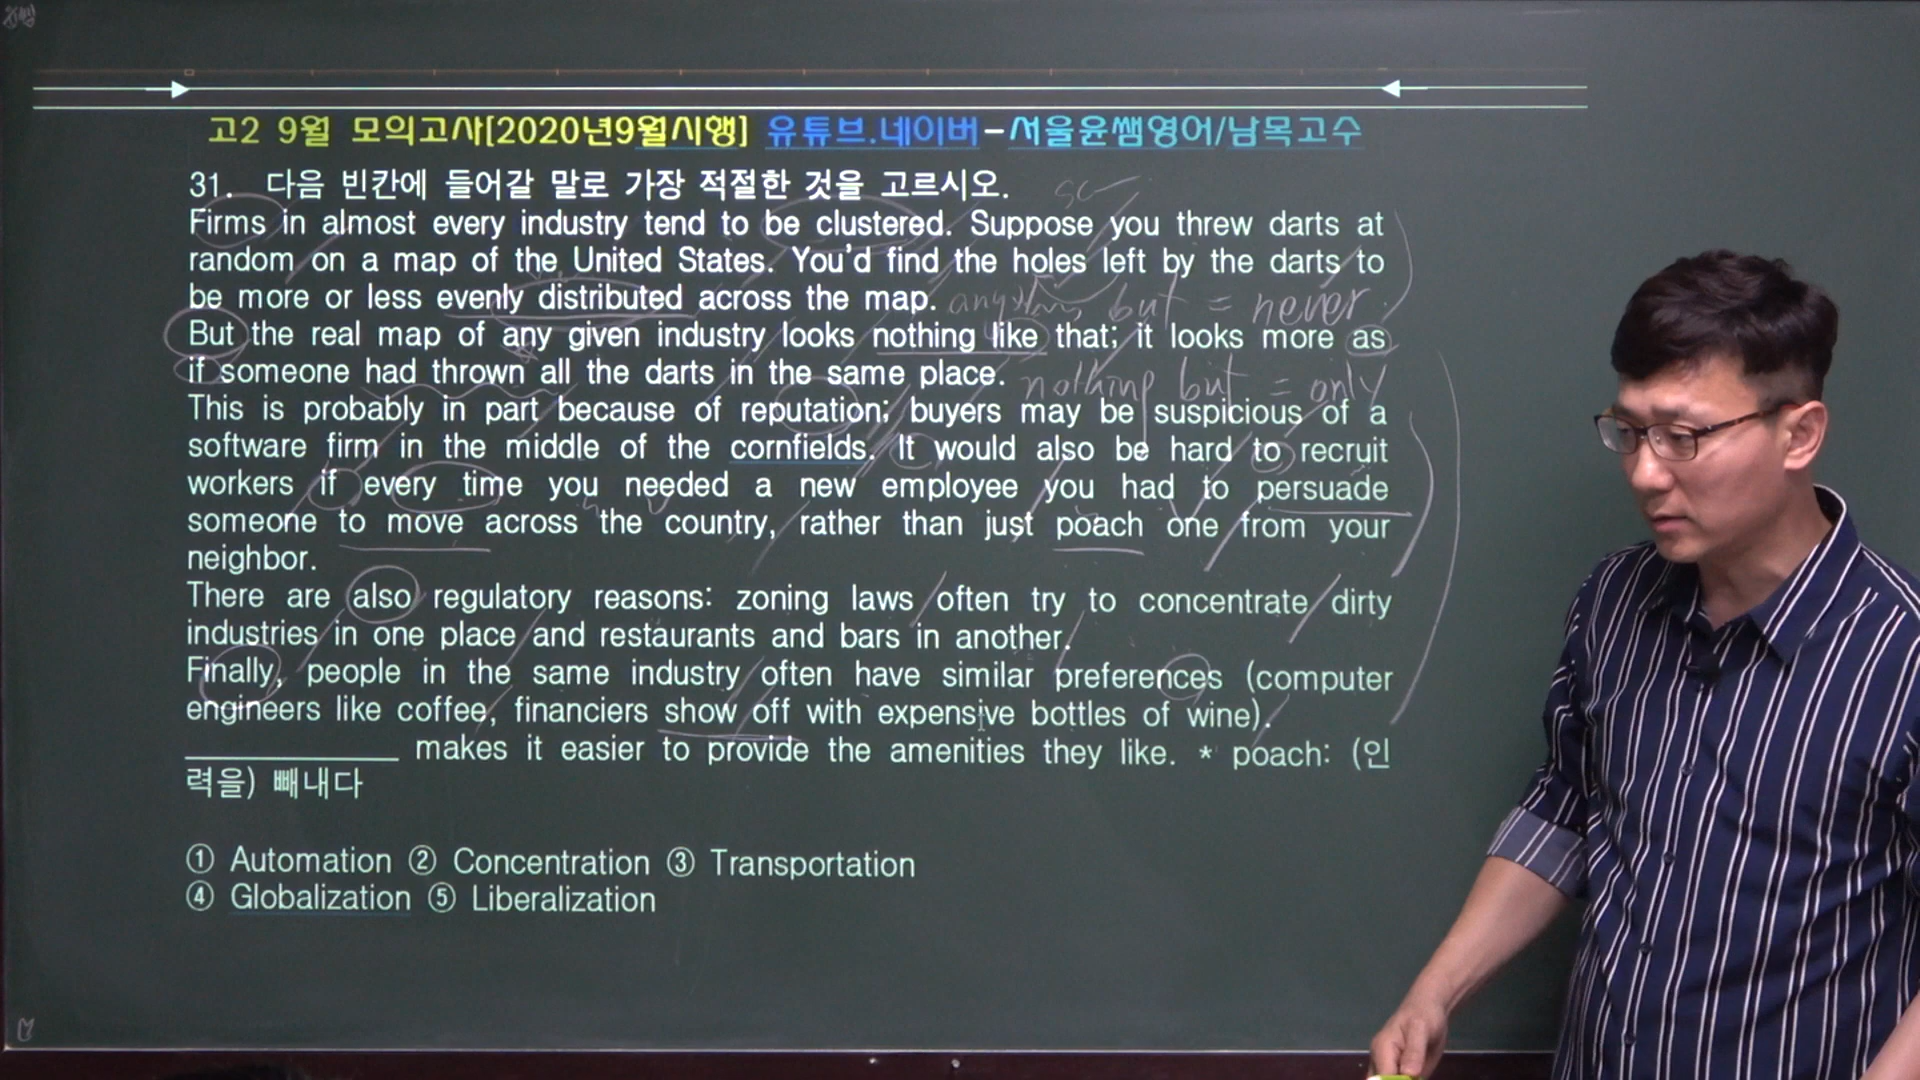 고2 9월 모의고사[2020년9월시행] 유튜브.네이버-서울윤쌤영어/남목고수
31. 다음 빈칸에 들어갈 말로 가장 적절한 것을 고르시오.
Firms in almost every industry tend to be clustered. Suppose you threw darts at
random on a map of the United States. You'd find the holes left by the darts to
be more or less evenly distributed across the map.
but = never
But the real map of any given industry looks nothing like that; it looks more as
if someone had thrown all the darts in the same place.
nothing but = only
This is probably in part because of reputation; buyers may be suspicious of a
software firm in the middle of the cornfields. It would also be hard to recruit
workers if every time you needed a new employee you had to persuade
someone to move across the country, rather than just poach one from your
neighbor.
There are also regulatory reasons: zoning laws often try to concentrate dirty
industries in one place and restaurants and bars in another.
Finally, people in the same industry often have similar preferences (computer
engineers like coffee, financiers show off with expensive bottles of wine).
____________ makes it easier to provide the amenities they like. * poach: (인
력을) 빼내다
① Automation ② Concentration ③ Transportation
④ Globalization ⑤ Liberalization